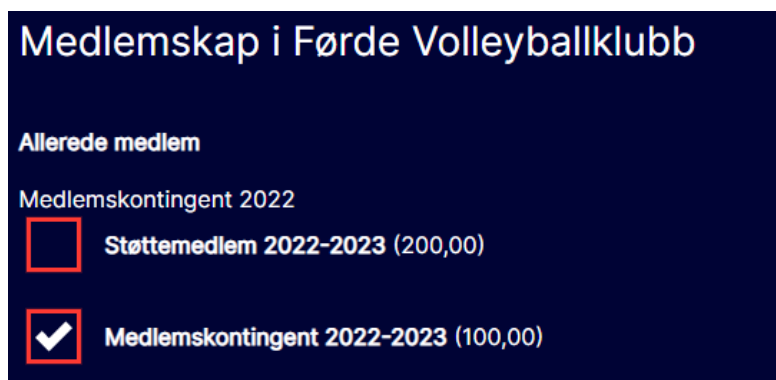 Medlemskap i Førde Volleyballklubb
Allerede medlem
Medlemskontingent 2022
Støttemedlem 2022-2023 (200,00)
Medlemskontingent 2022-2023 (100,00)